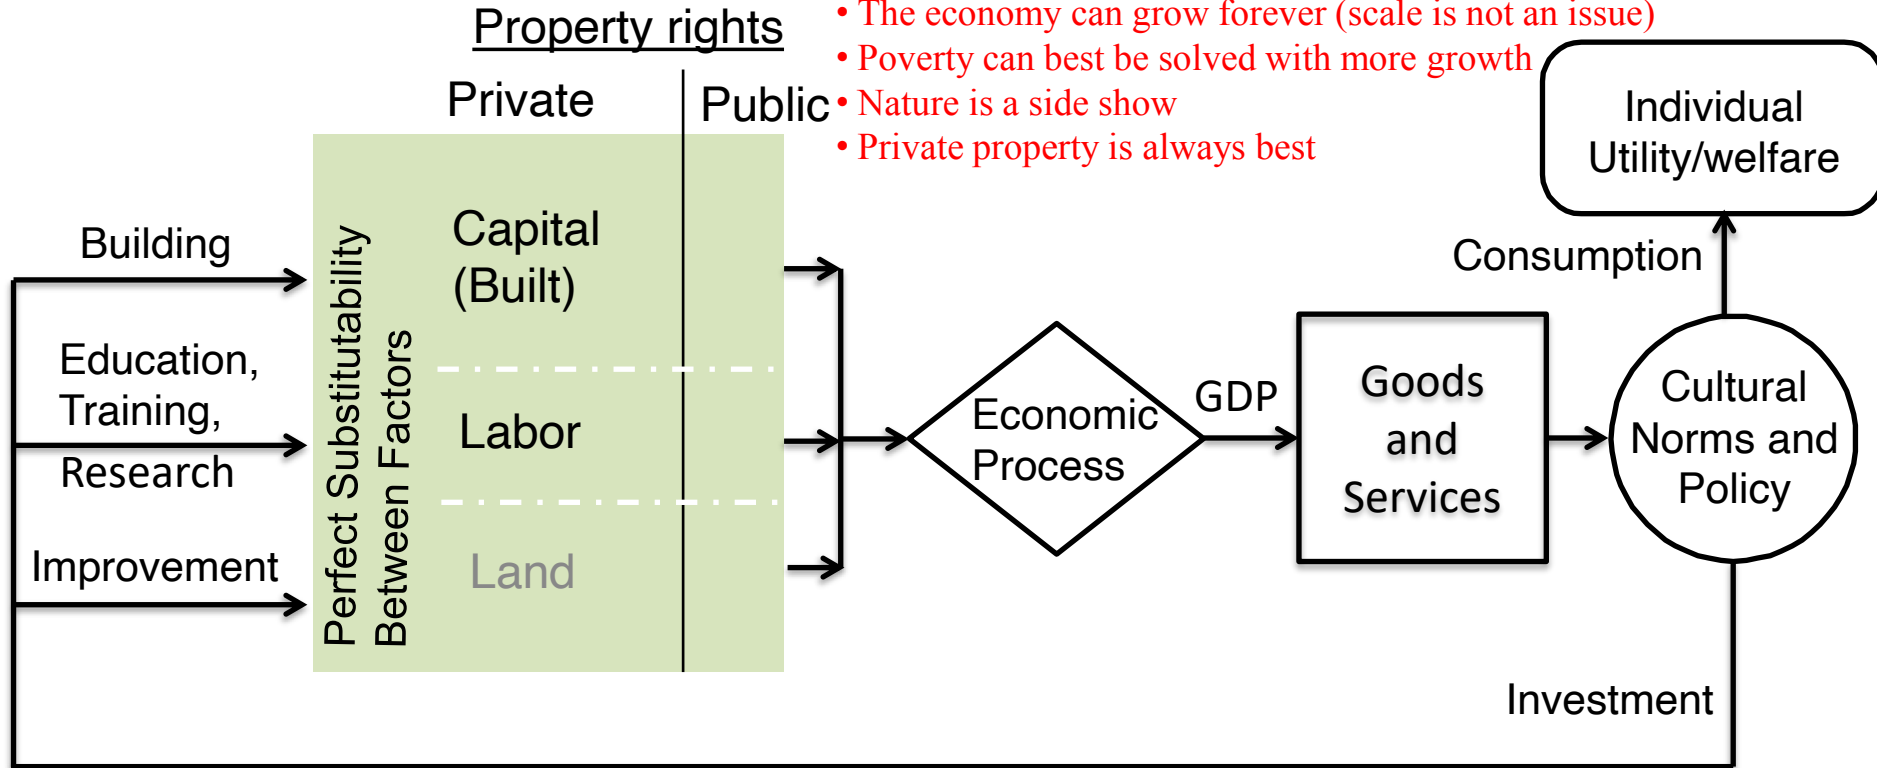 Property rights
Private
Public
• The economy can grow forever (scale is not an issue)
• Poverty can best be solved with more growth
• Nature is a side show
• Private property is always best
Individual
Utility/welfare
Building
Education,
Training,
Research
Improvement
Perfect Substitutability
Between Factors
Capital
(Built)
Labor
Land
Economic
Process
GDP
Goods
and
Services
Consumption
Cultural
Norms and
Policy
Investment